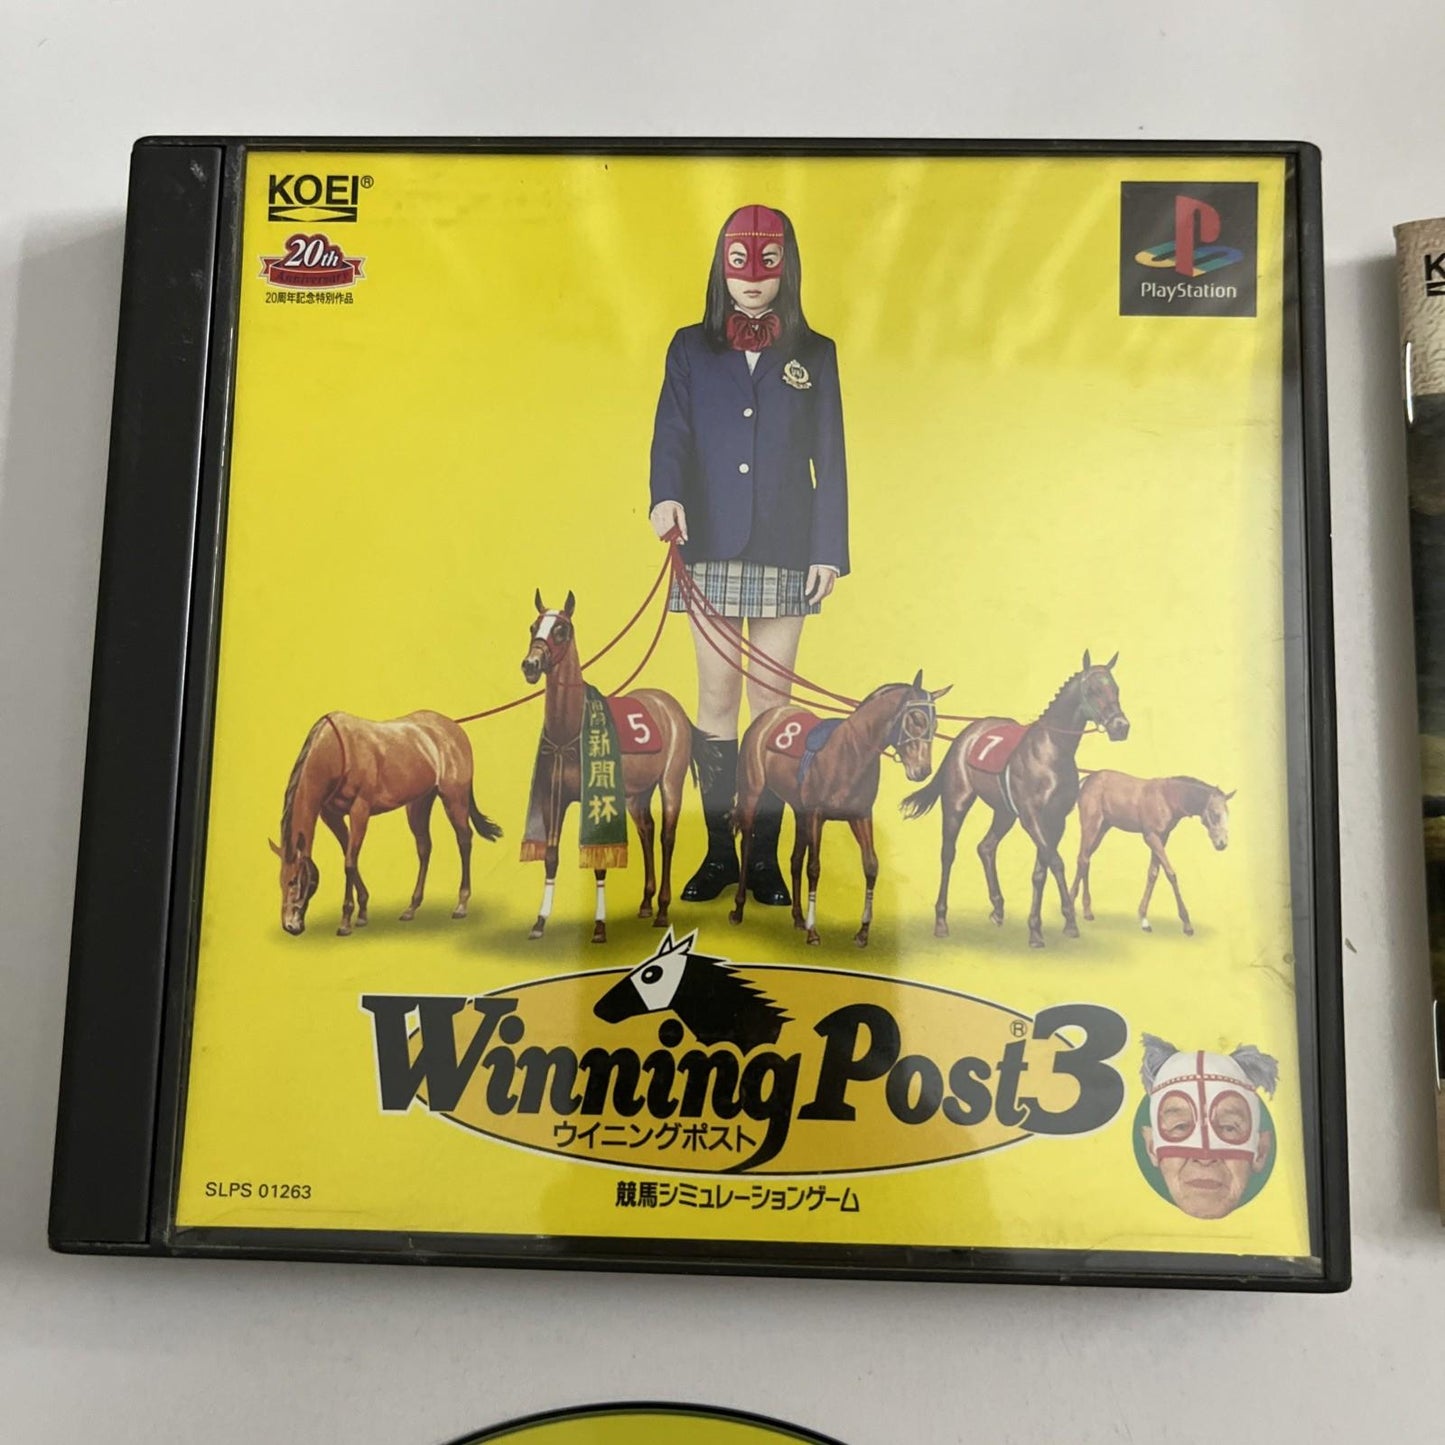 KOEI®
20th
Anniversary
20周年記念特別作品
PlayStation
5
8
7
新聞杯
Winning Post®3
ウイニングポスト
競馬シミュレーションゲーム
SLPS 01263
K